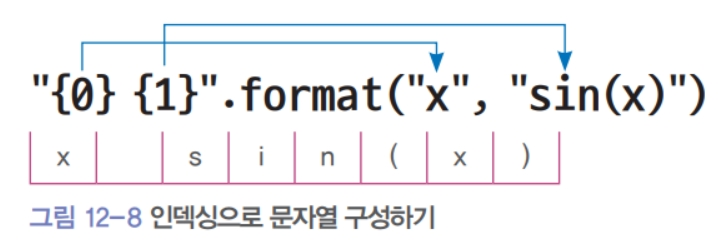 "{0} {1}".format("x", "sin(x)")
x s i n ( x )
그림 12-8 인덱싱으로 문자열 구성하기